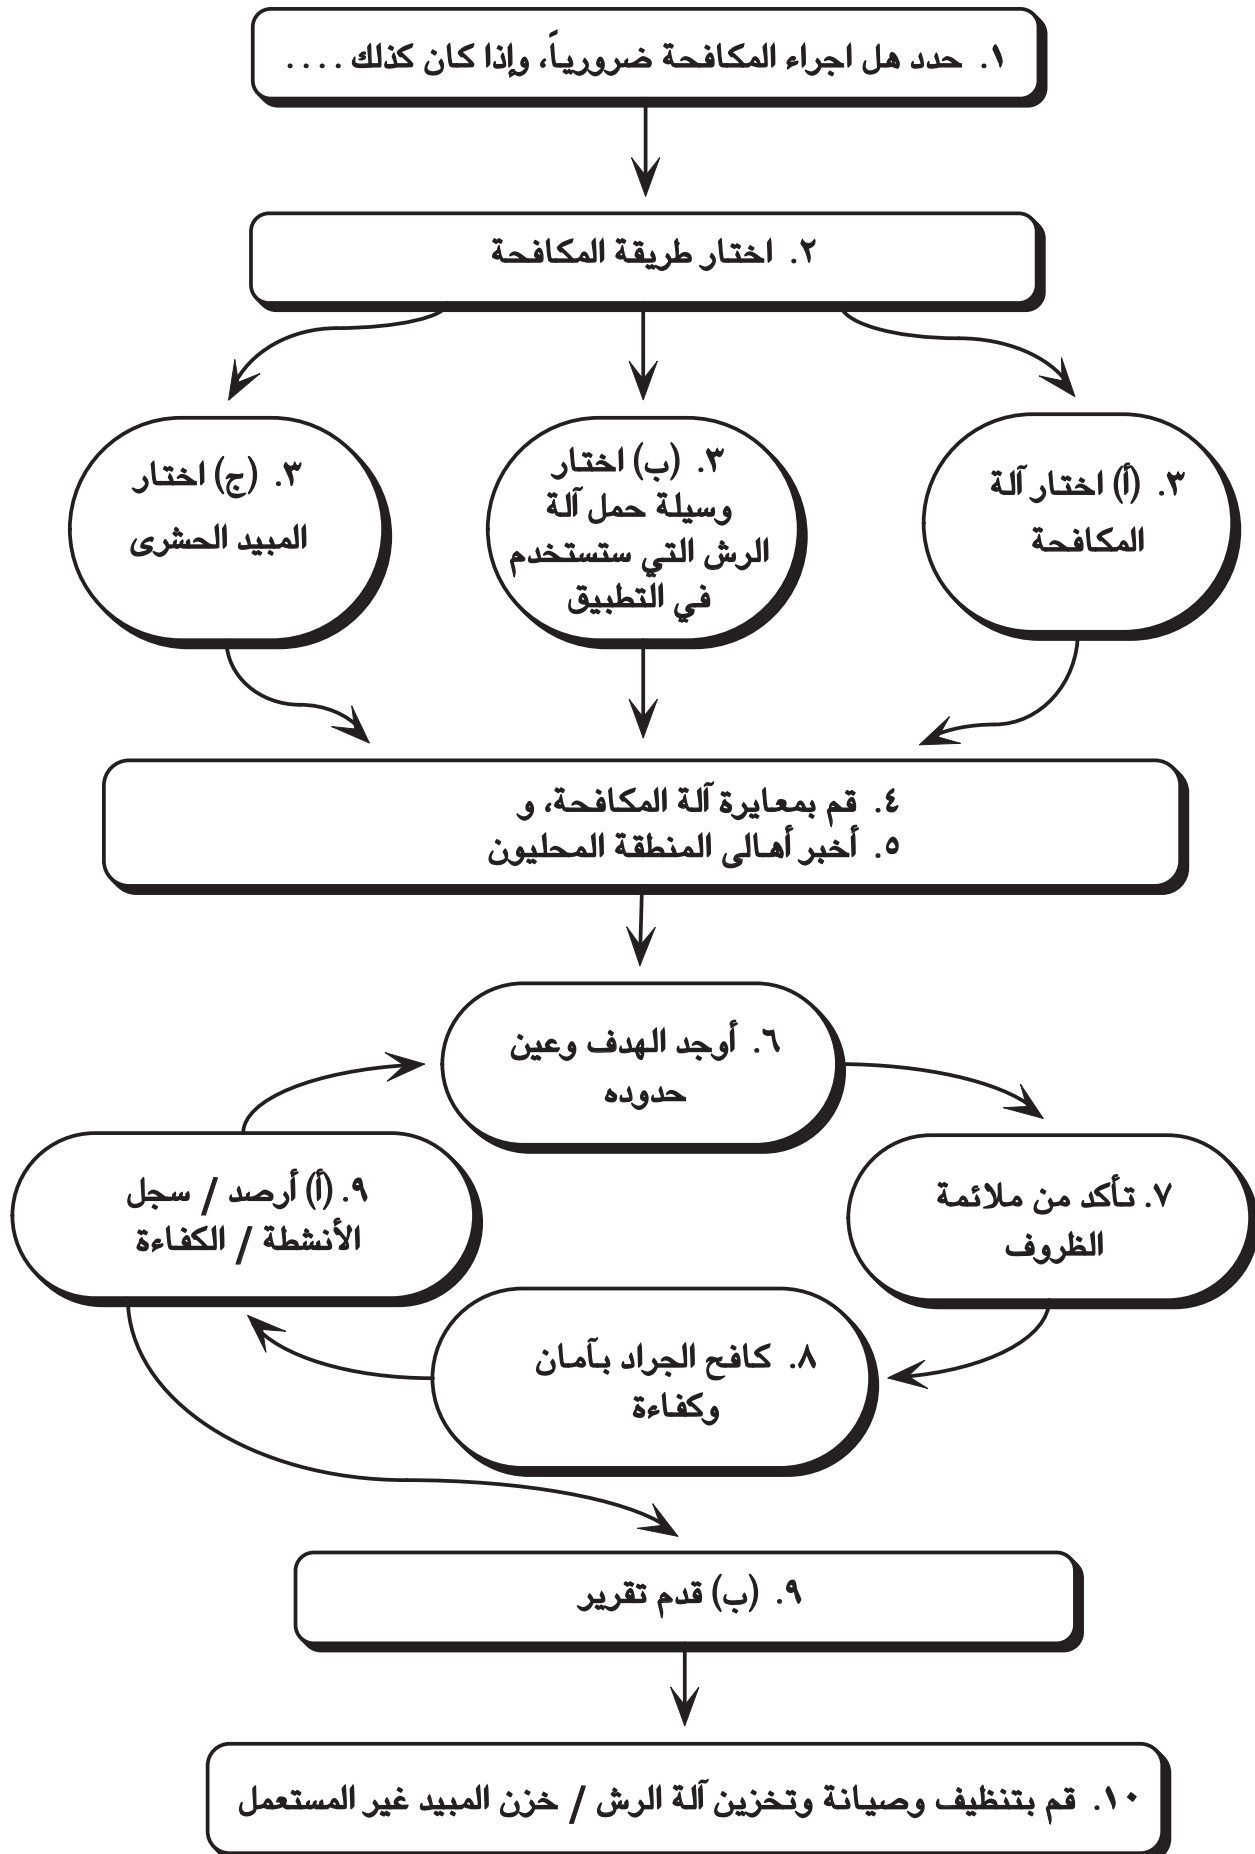 ١. حدد هل اجراء المكافحة ضرورياً، وإذا كان كذلك ....
٢. اختار طريقة المكافحة
٣. (أ) اختار آلة
المكافحة
٣. (ب) اختار
وسيلة حمل آلة
الرش التي ستستخدم
في التطبيق
٣. (ج) اختار
المبيد الحشرى
٤. قم بمعايرة آلة المكافحة، و
٥. أخبر أهالى المنطقة المحليون
٦. أوجد الهدف وعين
حدوده
٧. تأكد من ملائمة
الظروف
٨. كافح الجراد بآمان
وكفاءة
٩. (أ) أرصد / سجل
الأنشطة / الكفاءة
٩. (ب) قدم تقرير
١٠. قم بتنظيف وصيانة وتخزين آلة الرش / خزن المبيد غير المستعمل